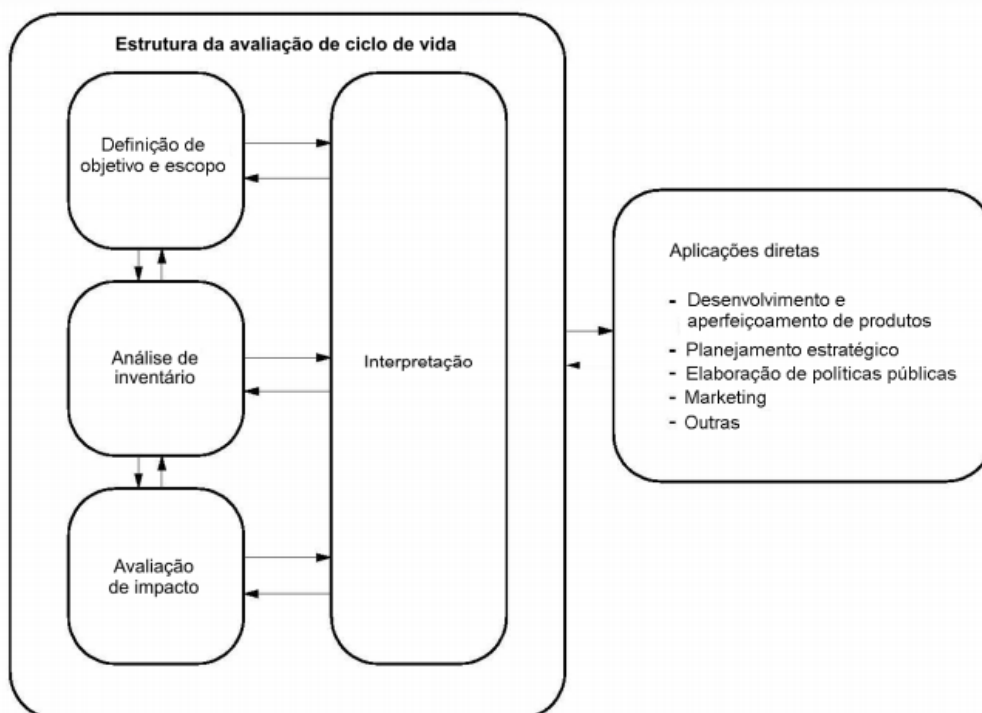 Estrutura da avaliação de ciclo de vida
Definição de
objetivo e escopo
Análise de
inventário
Avaliação
de impacto
Interpretação
Aplicações diretas
- Desenvolvimento e
aperfeiçoamento de produtos
- Planejamento estratégico
- Elaboração de políticas públicas
- Marketing
- Outras